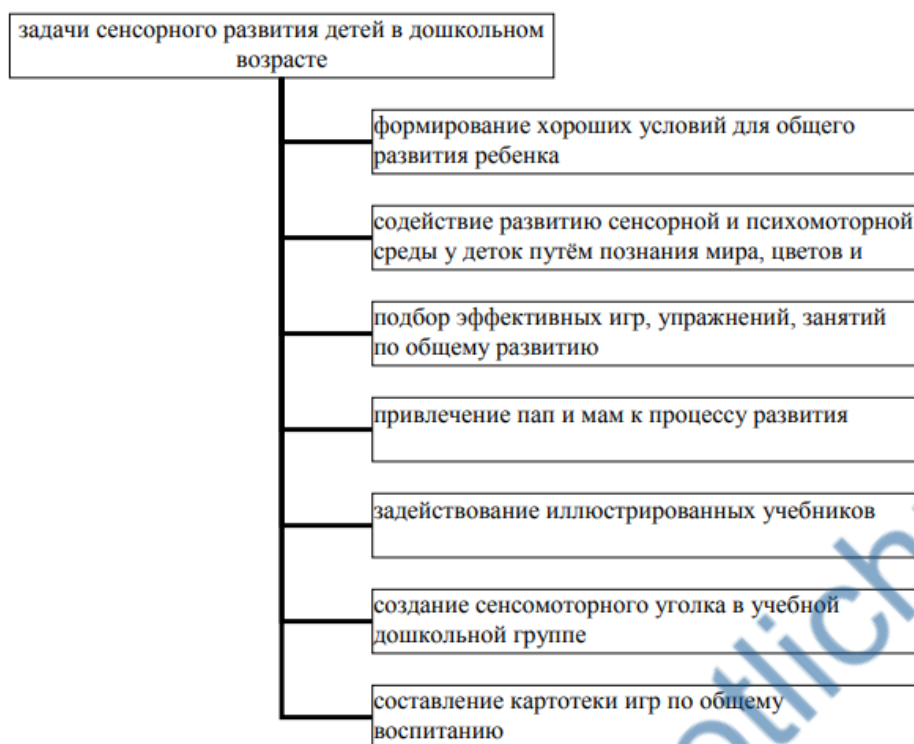 задачи сенсорного развития детей в дошкольном
возрасте
формирование хороших условий для общего
развития ребенка
содействие развитию сенсорной и психомоторной
среды у деток путём познания мира, цветов и
подбор эффективных игр, упражнений, занятий
по общему развитию
привлечение пап и мам к процессу развития
задействование иллюстрированных учебников
создание сенсомоторного уголка в учебной
дошкольной группе
составление картотеки игр по общему
воспитанию
otlich